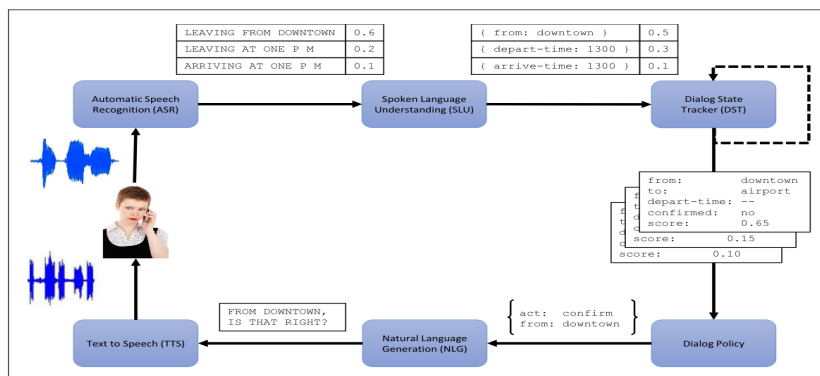 LEAVING FROM DOWNTOWN 0.6
LEAVING AT ONE P M 0.2
ARRIVING AT ONE P M 0.1
{ from: downtown } 0.5
{ depart-time: 1300 } 0.3
{ arrive-time: 1300 } 0.1
Automatic Speech
Recognition (ASR)
Spoken Language
Understanding (SLU)
Dialog State
Tracker (DST)
from: downtown
to: airport
depart-time: --
confirmed: no
score: 0.65
score: 0.15
score: 0.10
FROM DOWNTOWN,
IS THAT RIGHT?
act: confirm
from: downtown
Text to Speech (TTS)
Natural Language
Generation (NLG)
Dialog Policy